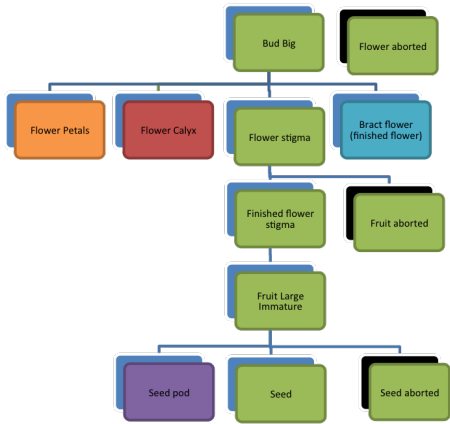 Bud Big
Flower aborted
Flower Petals
Flower Calyx
Flower stigma
Bract flower
(finished flower)
Finished flower
stigma
Fruit aborted
Fruit Large
Immature
Seed pod
Seed
Seed aborted